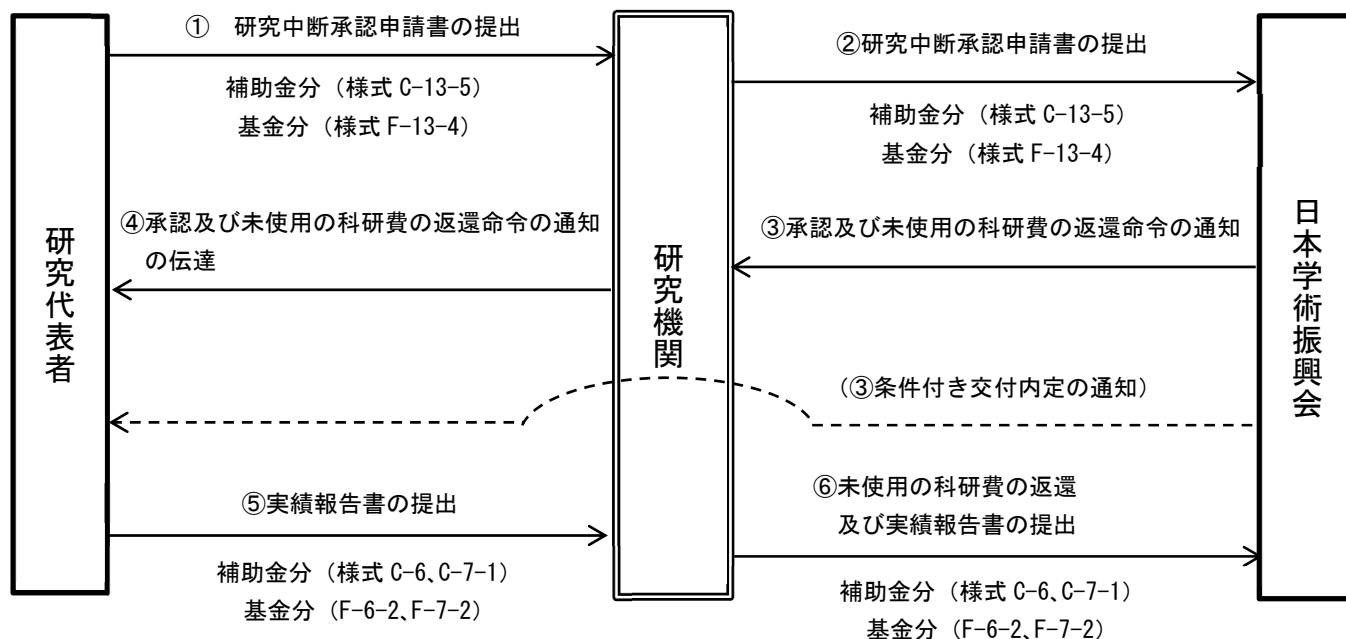 ① 研究中断承認申請書の提出
補助金分（様式 C-13-5）
基金分（様式 F-13-4）
②研究中断承認申請書の提出
補助金分（様式 C-13-5）
基金分（様式 F-13-4）
④承認及び未使用の科研費の返還命令の通知
の伝達
③承認及び未使用の科研費の返還命令の通知
研究代表者
研究機関
日本学術振興会
（③条件付き交付内定の通知）
⑤実績報告書の提出
補助金分（様式 C-6、C-7-1）
基金分（F-6-2、F-7-2）
⑥未使用の科研費の返還
及び実績報告書の提出
補助金分（様式 C-6、C-7-1）
基金分（F-6-2、F-7-2）